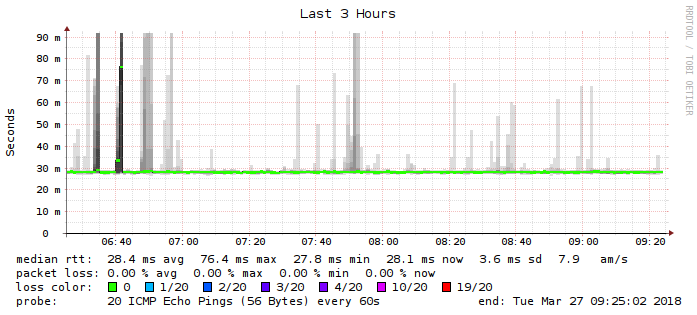 Last 3 Hours
RRDTOOL / TOBI OETIKER
Seconds
90 m
80 m
70 m
60 m
50 m
40 m
30 m
20 m
10 m
0
06:40 07:00 07:20 07:40 08:00 08:20 08:40 09:00 09:20
median rtt: 28.4 ms avg 76.4 ms max 27.8 ms min 28.1 ms now 3.6 ms sd 7.9 am/s
packet loss: 0.00 % avg 0.00 % max 0.00 % min 0.00 % now
loss color: 0 1/20 2/20 3/20 4/20 10/20 19/20
probe: 20 ICMP Echo Pings (56 Bytes) every 60s end: Tue Mar 27 09:25:02 2018